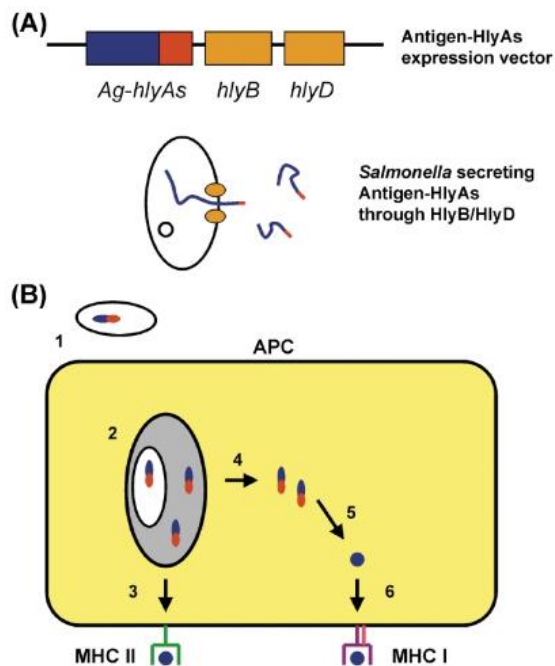 (A)
Antigen-HlyAs
expression vector
Ag-hlyAs hlyB hlyD
Salmonella secreting
Antigen-HlyAs
through HlyB/HlyD
(B)
1
APC
2
4
5
3
6
MHC II
MHC I